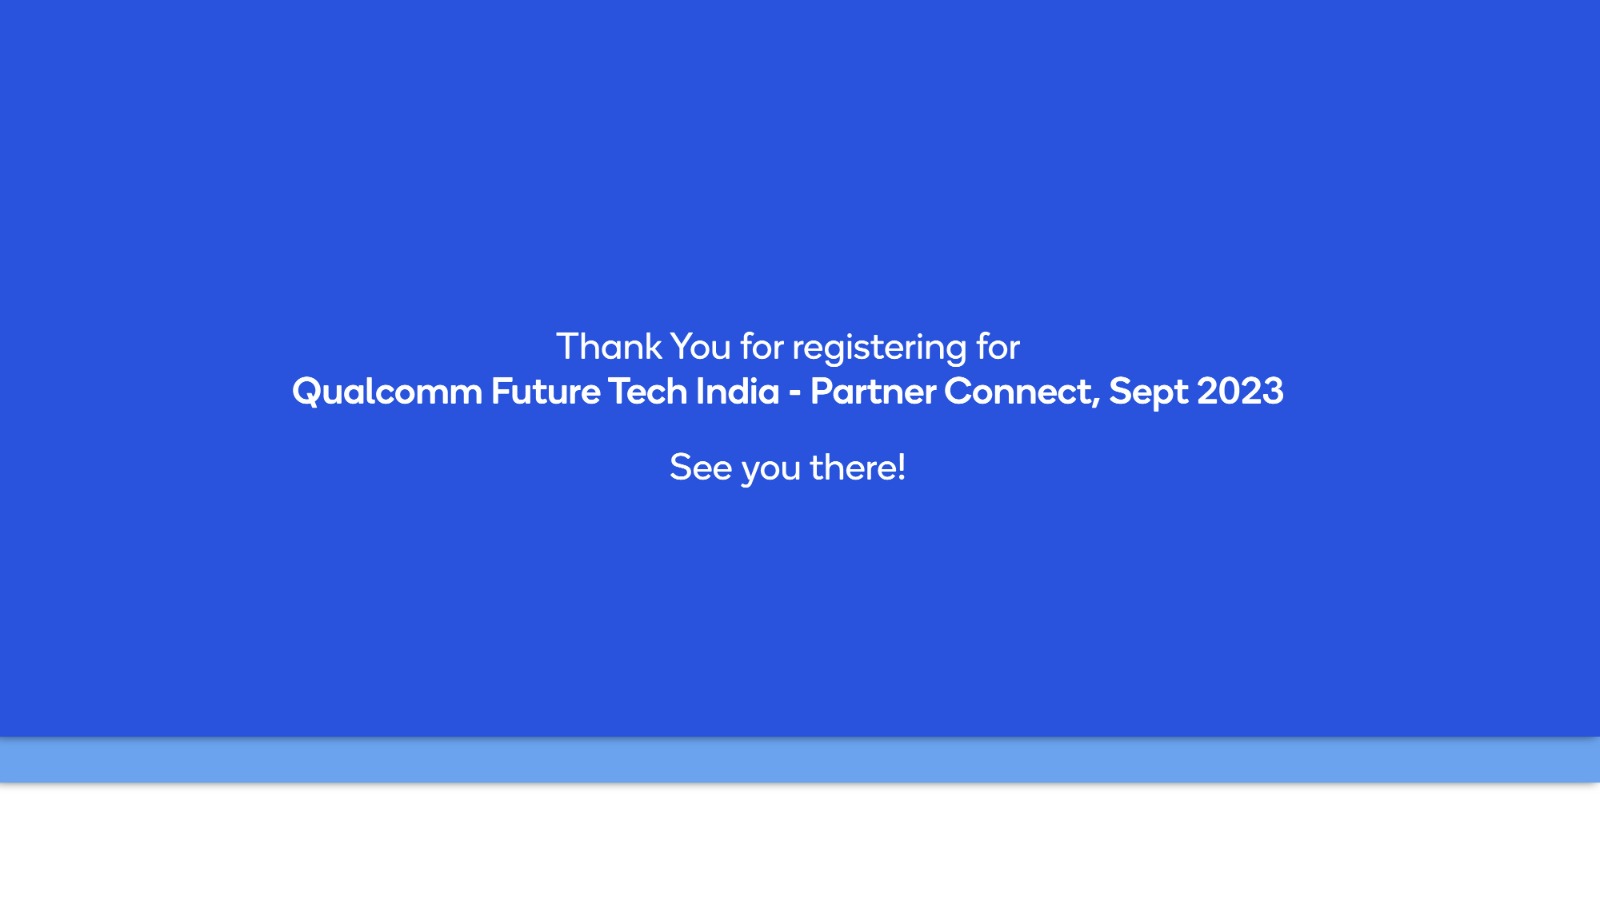 Thank You for registering for
Qualcomm Future Tech India - Partner Connect, Sept 2023
See you there!